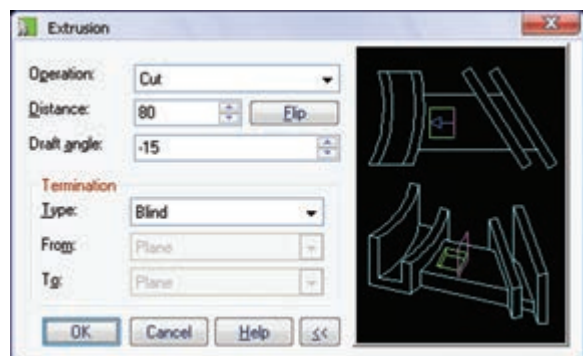 Extrusion
Operation: Cut
Distance: 80 Flip
Draft angle: -15
Termination
Type: Blind
From: Plane
To: Plane
OK Cancel Help <<